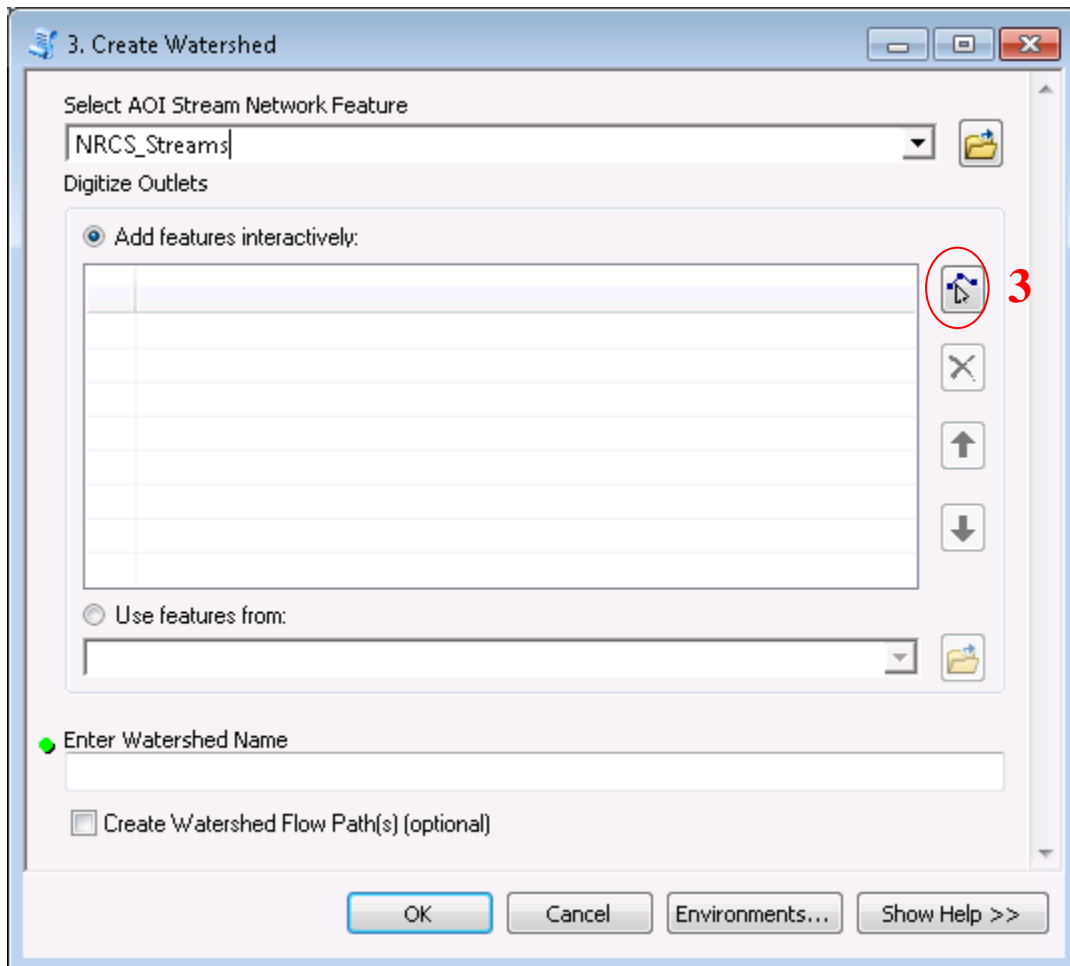 3. Create Watershed
Select AOI Stream Network Feature
NRCS_Streams
Digitize Outlets
Add features interactively:
3
Use features from:
Enter Watershed Name
Create Watershed Flow Path(s) (optional)
OK Cancel Environments... Show Help >>